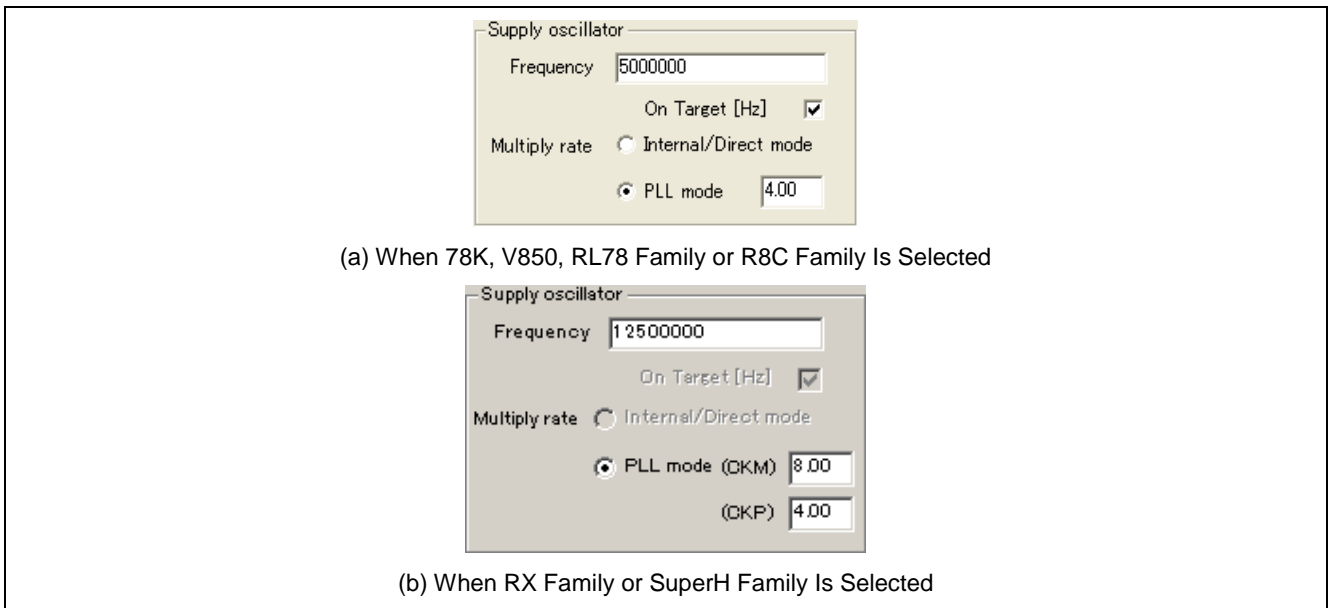 Supply oscillator
Frequency 5000000
On Target [Hz]
Multiply rate Internal/Direct mode
PLL mode 4.00
(a) When 78K, V850, RL78 Family or R8C Family Is Selected
Supply oscillator
Frequency 12500000
On Target [Hz]
Multiply rate Internal/Direct mode
PLL mode (CKM) 8.00
(CKP) 4.00
(b) When RX Family or SuperH Family Is Selected